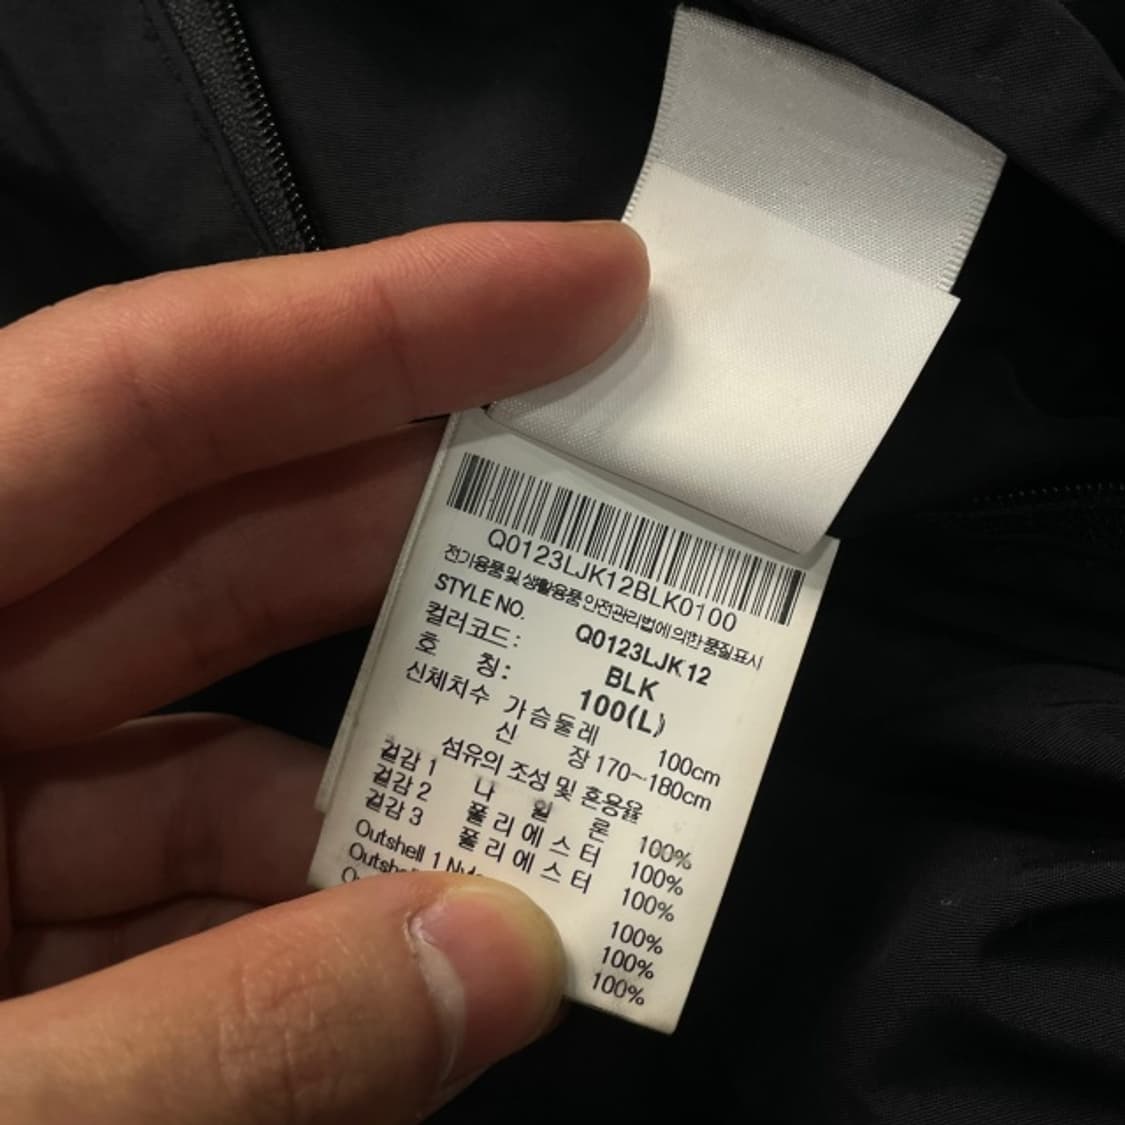 Q0123LJK12BLK0100
전기용품 및 생활용품 안전관리법에 의한 품질표시
STYLE NO. Q0123LJK12
컬러코드: BLK
호 칭: 100(L)
신체치수 가슴둘레 100cm
신 장 170~180cm
섬유의 조성 및 혼용율
겉감 1 나 일 론 100%
겉감 2 폴리에스터 100%
겉감 3 폴리에스터 100%
Outshell 1 100%
100%
100%